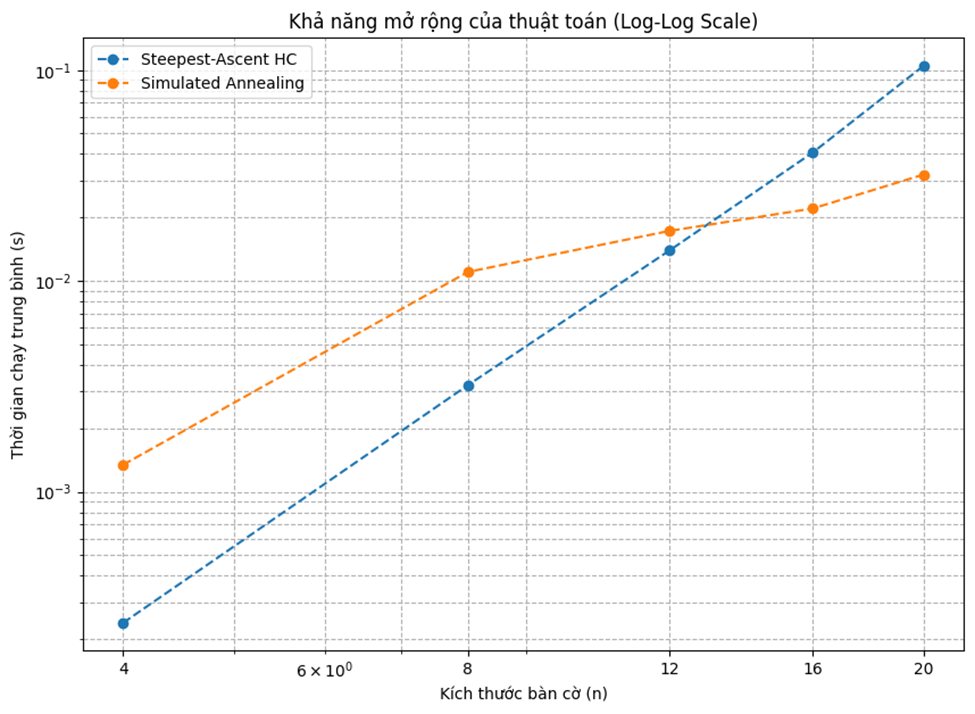 Khả năng mở rộng của thuật toán (Log-Log Scale)
Steepest-Ascent HC
Simulated Annealing
10⁻¹
10⁻²
10⁻³
Thời gian chạy trung bình (s)
4
6 × 10⁰
8
12
16
20
Kích thước bàn cờ (n)